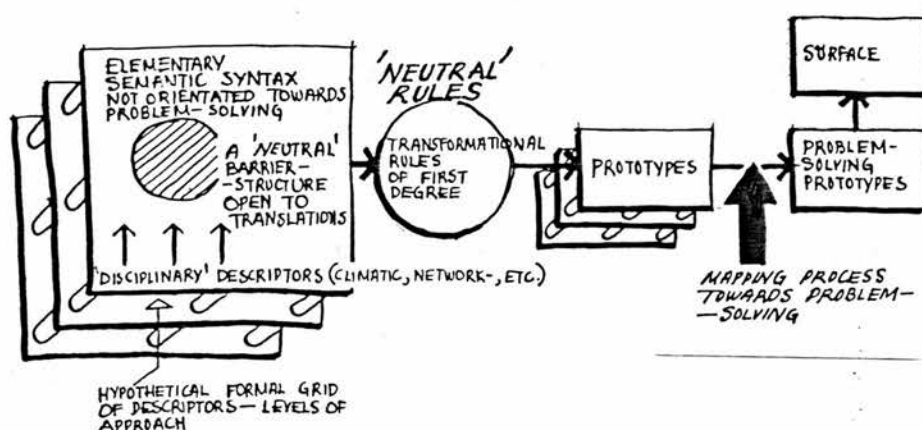 ELEMENTARY
SEMANTIC SYNTAX
NOT ORIENTATED TOWARDS
PROBLEM-SOLVING
A 'NEUTRAL'
BARRIER-
-STRUCTURE
OPEN TO
TRANSLATIONS
'DISCIPLINARY' DESCRIPTORS (CLIMATIC, NETWORK-, ETC.)
HYPOTHETICAL FORMAL GRID
OF DESCRIPTORS — LEVELS OF
APPROACH
'NEUTRAL'
RULES
TRANSFORMATIONAL
RULES
OF FIRST
DEGREE
PROTOTYPES
MAPPING PROCESS
TOWARDS PROBLEM-
-SOLVING
PROBLEM-
SOLVING
PROTOTYPES
SURFACE